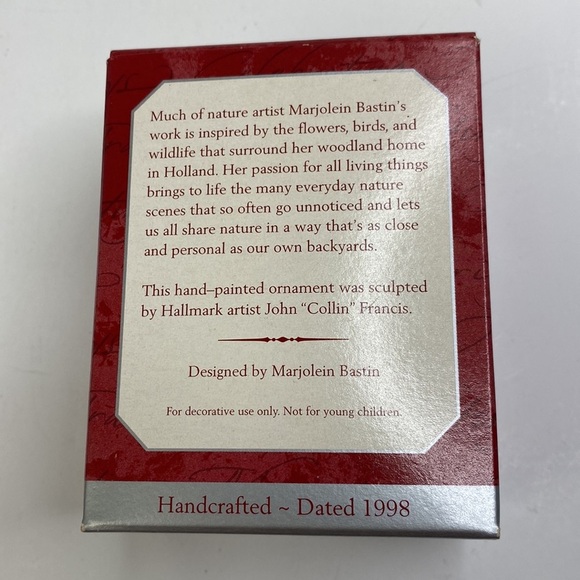 Much of nature artist Marjolein Bastin's
work is inspired by the flowers, birds, and
wildlife that surround her woodland home
in Holland. Her passion for all living things
brings to life the many everyday nature
scenes that so often go unnoticed and lets
us all share nature in a way that's as close
and personal as our own backyards.
This hand–painted ornament was sculpted
by Hallmark artist John “Collin” Francis.
Designed by Marjolein Bastin
For decorative use only. Not for young children.
Handcrafted ~ Dated 1998